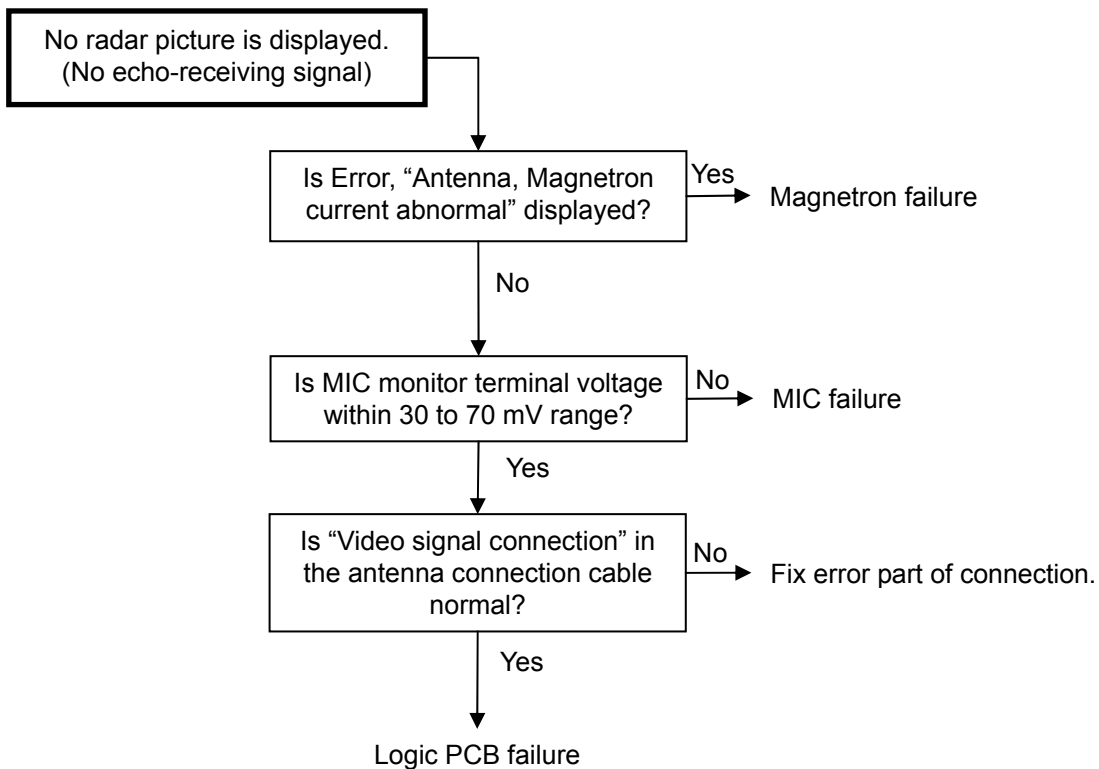 No radar picture is displayed.
(No echo-receiving signal)
Is Error, “Antenna, Magnetron
current abnormal” displayed?
Yes
Magnetron failure
No
Is MIC monitor terminal voltage
within 30 to 70 mV range?
No
MIC failure
Yes
Is “Video signal connection” in
the antenna connection cable
normal?
No
Fix error part of connection.
Yes
Logic PCB failure